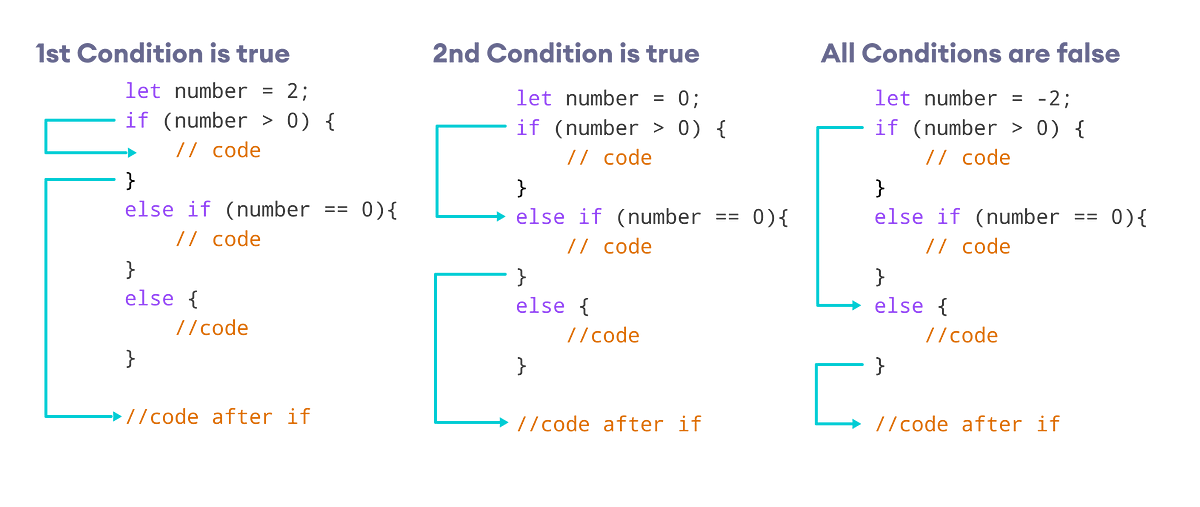 1st Condition is true
let number = 2;
if (number > 0) {
// code
}
else if (number == 0){
// code
}
else {
//code
}
//code after if
2nd Condition is true
let number = 0;
if (number > 0) {
// code
}
else if (number == 0){
// code
}
else {
//code
}
//code after if
All Conditions are false
let number = -2;
if (number > 0) {
// code
}
else if (number == 0){
// code
}
else {
//code
}
//code after if